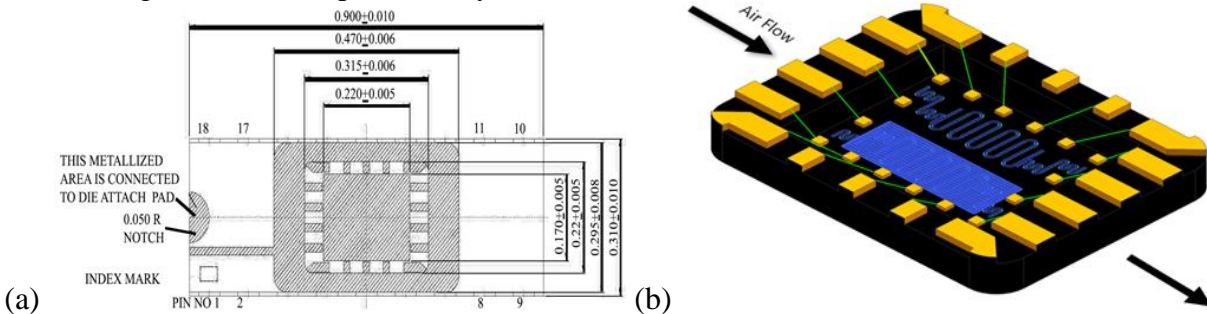 0.900±0.010
0.470±0.006
0.315±0.006
0.220±0.005
18 17 11 10
THIS METALLIZED
AREA IS CONNECTED
TO DIE ATTACH PAD
0.050 R
NOTCH
INDEX MARK
PIN NO 1 2 8 9
0.170±0.005
0.22±0.005
0.295±0.008
0.310±0.010
(a)
Air Flow
(b)